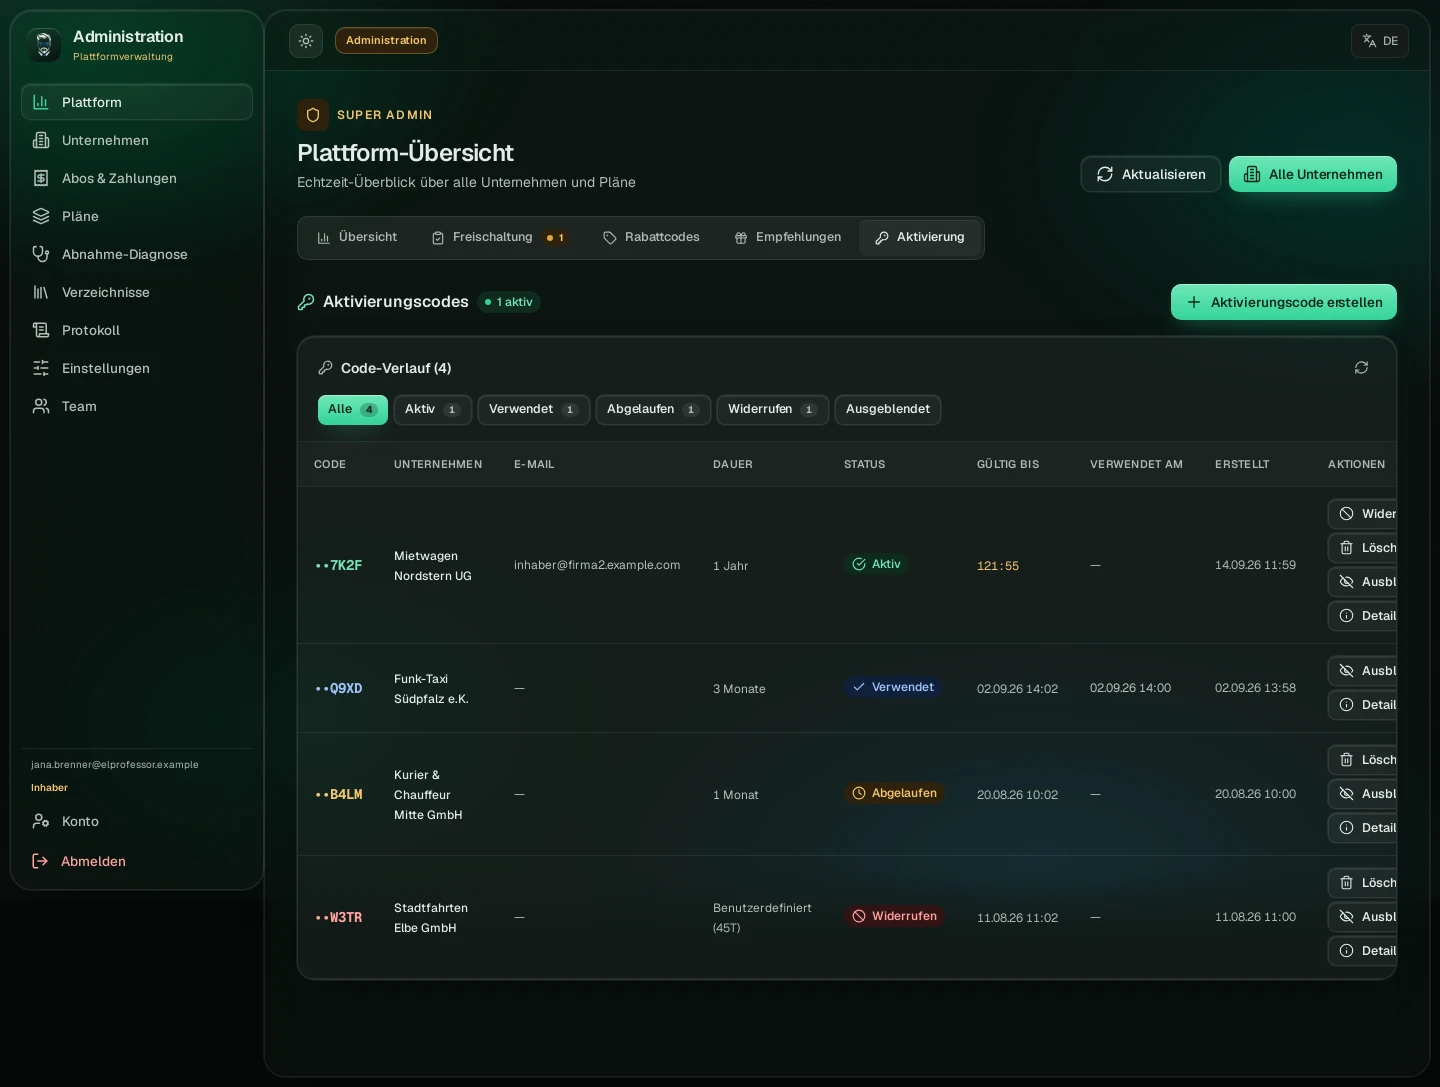 Administration
Plattformverwaltung
Plattform
Unternehmen
Abos & Zahlungen
Pläne
Abnahme-Diagnose
Verzeichnisse
Protokoll
Einstellungen
Team
jana.brenner@elprofessor.example
Inhaber
Konto
Abmelden
Administration
DE
SUPER ADMIN
Plattform-Übersicht
Echtzeit-Überblick über alle Unternehmen und Pläne
Aktualisieren
Alle Unternehmen
Übersicht Freischaltung 1 Rabattcodes Empfehlungen Aktivierung
Aktivierungscodes 1 aktiv
Aktivierungscode erstellen
Code-Verlauf (4)
Alle 4 Aktiv 1 Verwendet 1 Abgelaufen 1 Widerrufen 1 Ausgeblendet
CODE UNTERNEHMEN E-MAIL DAUER STATUS GÜLTIG BIS VERWENDET AM ERSTELLT AKTIONEN
••7K2F
Mietwagen
Nordstern UG
inhaber@firma2.example.com
1 Jahr
Aktiv
121:55
—
14.09.26 11:59
Wider
Lösch
Ausbl
Detail
••Q9XD
Funk-Taxi
Südpfalz e.K.
—
3 Monate
Verwendet
02.09.26 14:02
02.09.26 14:00
02.09.26 13:58
Ausbl
Detail
••B4LM
Kurier &
Chauffeur
Mitte GmbH
—
1 Monat
Abgelaufen
20.08.26 10:02
—
20.08.26 10:00
Lösch
Ausbl
Detail
••W3TR
Stadtfahrten
Elbe GmbH
—
Benutzerdefiniert
(45T)
Widerrufen
11.08.26 11:02
—
11.08.26 11:00
Lösch
Ausbl
Detail